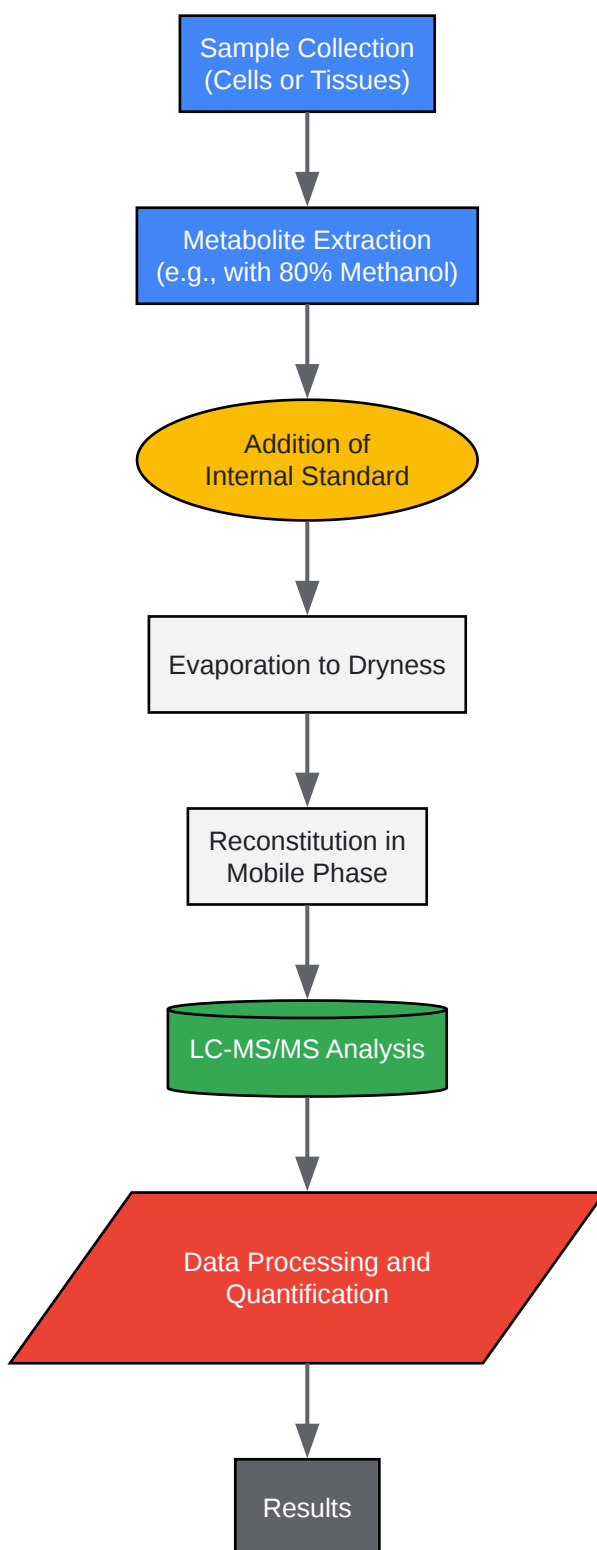 Sample Collection
(Cells or Tissues)
Metabolite Extraction
(e.g., with 80% Methanol)
Addition of
Internal Standard
Evaporation to Dryness
Reconstitution in
Mobile Phase
LC-MS/MS Analysis
Data Processing and
Quantification
Results